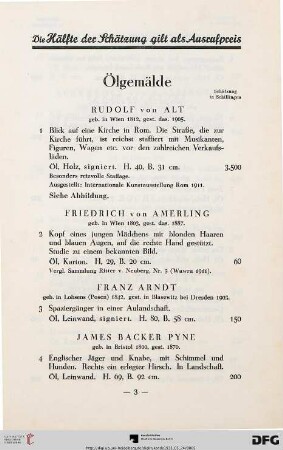 Die Hälfte der Schätzung gilt als Ausrufpreis
Ölgemälde
Schätzung
in Schillingen
RUDOLF von ALT
geb. in Wien 1812, gest. das. 1905.
1 Blick auf eine Kirche in Rom. Die Straße, die zur
Kirche führt, ist reichst staffiert mit Musikanten,
Figuren, Wagen etc. vor den zahlreichen Verkaufs-
läden.
Öl, Holz, signiert. H. 40, B. 31 cm. 3.500
Besonders reizvolle Staffage.
Ausgestellt: Internationale Kunstausstellung Rom 1911.
Siehe Abbildung.
FRIEDRICH von AMERLING
geb. in Wien 1803, gest. das. 1887.
2 Kopf eines jungen Mädchens mit blonden Haaren
und blauen Augen, auf die rechte Hand gestützt.
Studie zu einem bekannten Bild.
Öl, Karton. H. 29, B. 20 cm. 60
Vergl. Sammlung Ritter v. Neuberg, Nr. 3 (Wawra 1911).
FRANZ ARNDT
geb. in Lobsens (Posen) 1842, gest. in Blasewitz bei Dresden
3 Spaziergänger in einer Aulandschaft.
Öl, Leinwand, signiert. H. 80, B. 58 cm. 150
JAMES BACKER PYNE
geb. in Bristol 1800, gest. 1870.
4 Englischer Jäger und Knabe, mit Schimmel und
Hunden. Rechts ein erlegter Hirsch. In Landschaft.
Öl, Leinwand. H. 69, B. 92 cm. 200
— 3 —
DFG